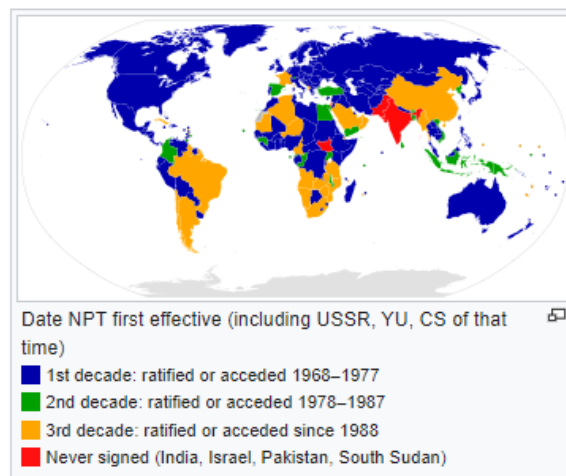 Date NPT first effective (including USSR, YU, CS of that
time)
1st decade: ratified or acceded 1968–1977
2nd decade: ratified or acceded 1978–1987
3rd decade: ratified or acceded since 1988
Never signed (India, Israel, Pakistan, South Sudan)